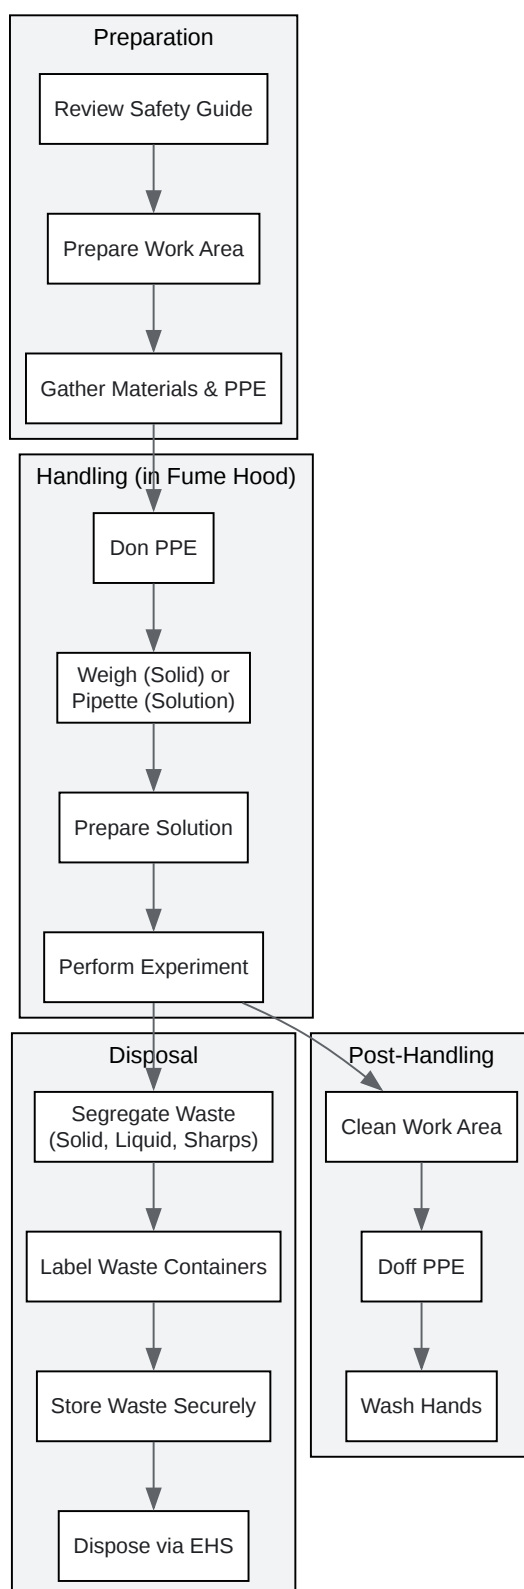 Preparation
Review Safety Guide
Prepare Work Area
Gather Materials & PPE
Handling (in Fume Hood)
Don PPE
Weigh (Solid) or
Pipette (Solution)
Prepare Solution
Perform Experiment
Disposal
Segregate Waste
(Solid, Liquid, Sharps)
Label Waste Containers
Store Waste Securely
Dispose via EHS
Post-Handling
Clean Work Area
Doff PPE
Wash Hands